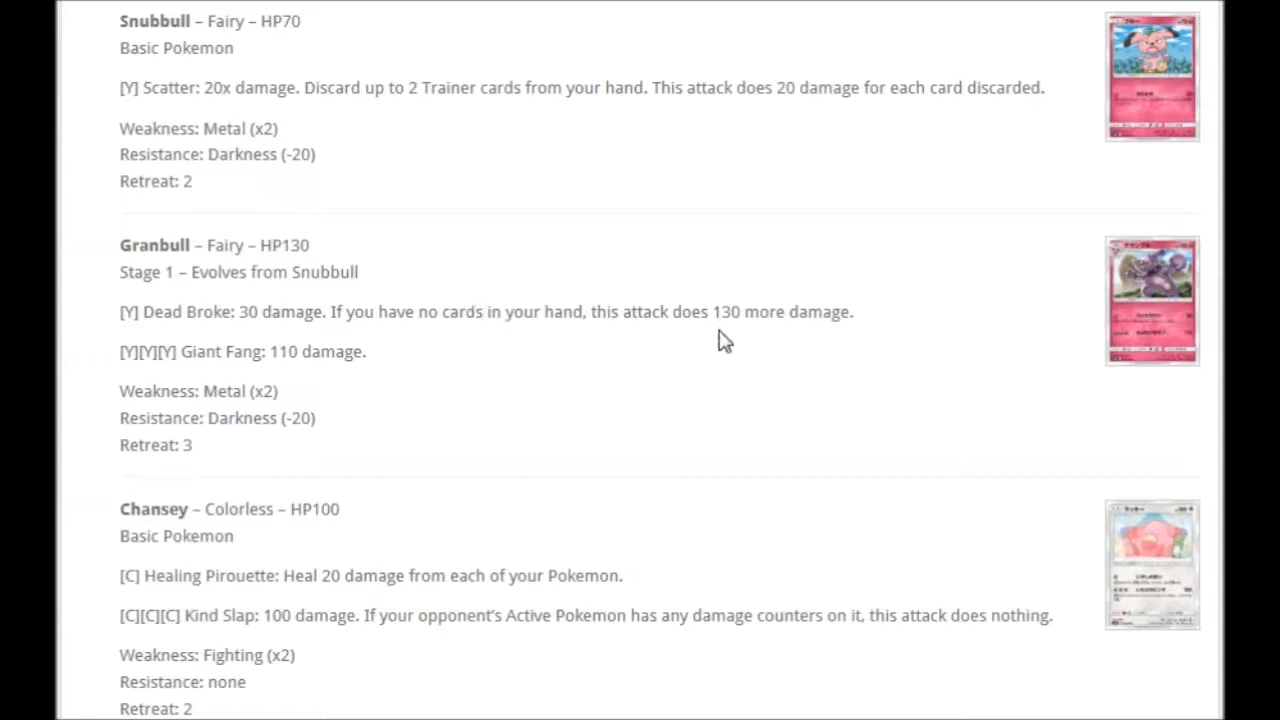 Snubbull – Fairy – HP70
Basic Pokemon
[Y] Scatter: 20x damage. Discard up to 2 Trainer cards from your hand. This attack does 20 damage for each card discarded.
Weakness: Metal (x2)
Resistance: Darkness (-20)
Retreat: 2
Granbull – Fairy – HP130
Stage 1 – Evolves from Snubbull
[Y] Dead Broke: 30 damage. If you have no cards in your hand, this attack does 130 more damage.
[Y][Y][Y] Giant Fang: 110 damage.
Weakness: Metal (x2)
Resistance: Darkness (-20)
Retreat: 3
Chansey – Colorless – HP100
Basic Pokemon
[C] Healing Pirouette: Heal 20 damage from each of your Pokemon.
[C][C][C] Kind Slap: 100 damage. If your opponent’s Active Pokemon has any damage counters on it, this attack does nothing.
Weakness: Fighting (x2)
Resistance: none
Retreat: 2